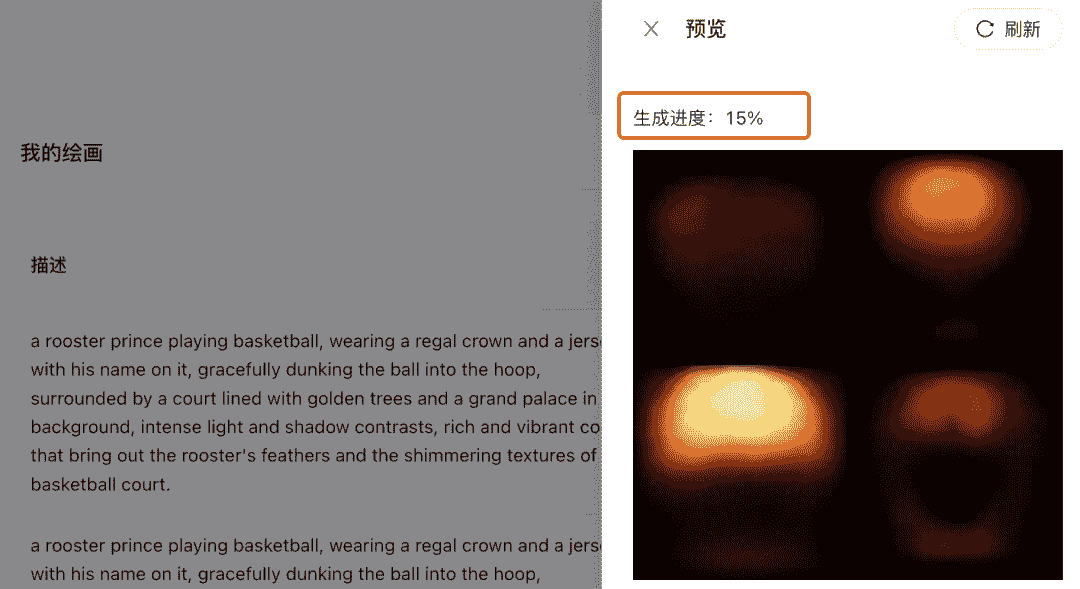 我的绘画
描述
a rooster prince playing basketball, wearing a regal crown and a jers
with his name on it, gracefully dunking the ball into the hoop,
surrounded by a court lined with golden trees and a grand palace in
background, intense light and shadow contrasts, rich and vibrant co
that bring out the rooster's feathers and the shimmering textures of
basketball court.
a rooster prince playing basketball, wearing a regal crown and a jers
with his name on it, gracefully dunking the ball into the hoop,
预览
刷新
生成进度：15%